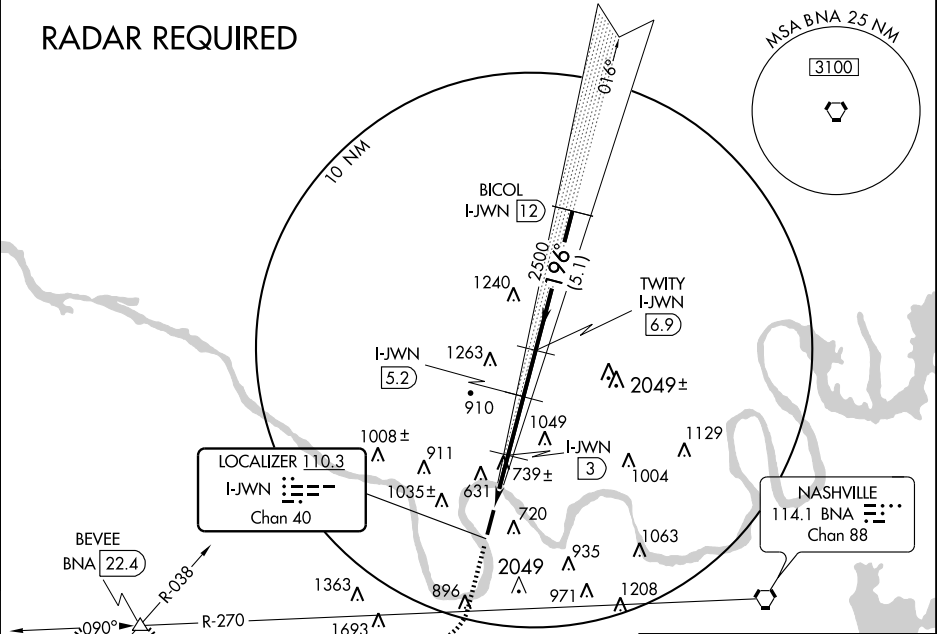 RADAR REQUIRED
MSA BNA 25 NM
3100
016°
10 NM
BICOL
I-JWN 12
2500
196°
(5.1)
1240
TWITY
I-JWN
6.9
I-JWN
5.2
1263
910
2049±
1049
1129
1008±
911
I-JWN
3
1004
739±
631
1035±
LOCALIZER 110.3
I-JWN
Chan 40
720
NASHVILLE
114.1 BNA
Chan 88
BEVEE
BNA 22.4
R-038
1063
935
2049
1363
896
971
1208
090°
R-270
1693